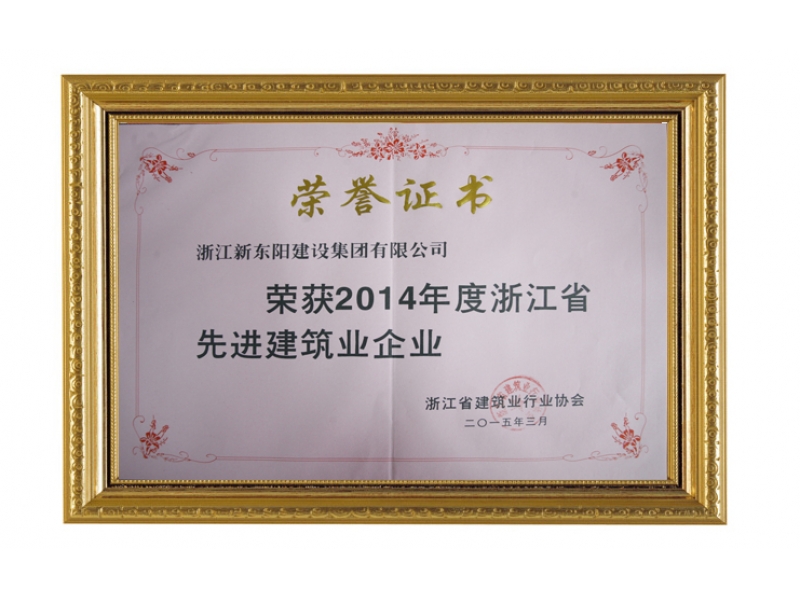 荣誉证书
浙江新东阳建设集团有限公司
荣获2014年度浙江省
先进建筑业企业
浙江省建筑业行业协会
二〇一五年三月